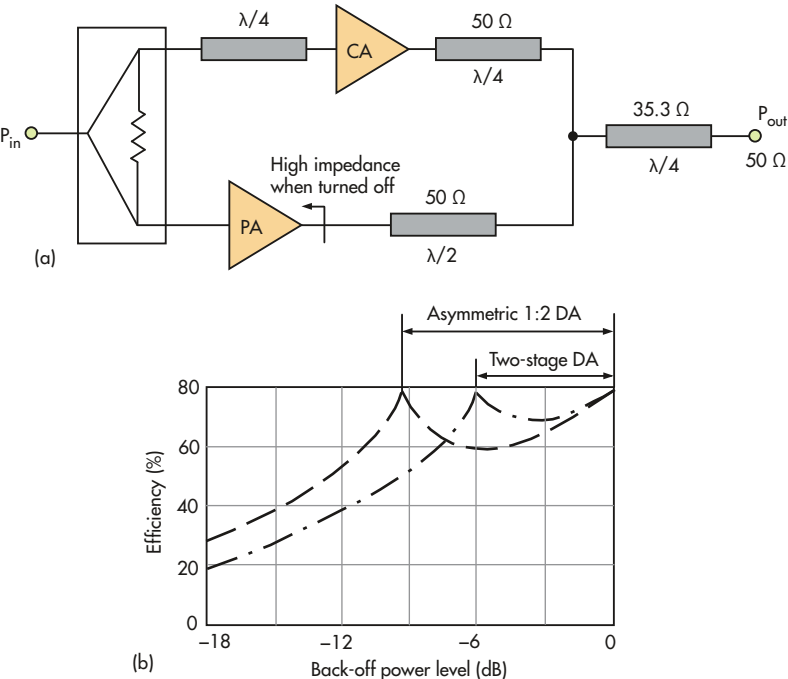 λ/4
CA
50 Ω
λ/4
35.3 Ω
λ/4
Pout
50 Ω
Pin
High impedance
when turned off
PA
50 Ω
λ/2
(a)
Asymmetric 1:2 DA
Two-stage DA
80
60
40
20
0
Efficiency (%)
–18
–12
–6
0
Back-off power level (dB)
(b)